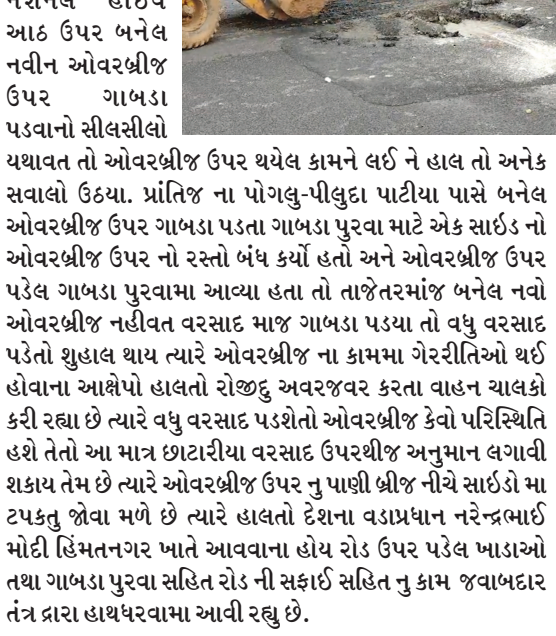 નેશનલ હાઇવે
આઠ ઉપર બનેલ
નવીન ઓવરબ્રીજ
ઉપર ગાબડા
પડવાનો સીલસીલો
યથાવત તો ઓવરબ્રીજ ઉપર થયેલ કામને લઈ ને હાલ તો અનેક
સવાલો ઉઠયા. પ્રાંતિજ ના પોગલુ-પીલુદા પાટીયા પાસે બનેલ
ઓવરબ્રીજ ઉપર ગાબડા પડતા ગાબડા પુરવા માટે એક સાઇડ નો
ઓવરબ્રીજ ઉપર નો રસ્તો બંધ કર્યો હતો અને ઓવરબ્રીજ ઉપર
પડેલ ગાબડા પુરવામા આવ્યા હતા તો તાજેતરમાંજ બનેલ નવો
ઓવરબ્રીજ નહીવત વરસાદ માજ ગાબડા પડયા તો વધુ વરસાદ
પડેતો શુહાલ થાય ત્યારે ઓવરબ્રીજ ના કામમા ગેરરીતિઓ થઈ
હોવાના આક્ષેપો હાલતો રોજીદુ અવરજવર કરતા વાહન ચાલકો
કરી રહ્યા છે ત્યારે વધુ વરસાદ પડશેતો ઓવરબ્રીજ કેવો પરિસ્થિતિ
હશે તેતો આ માત્ર છાટારીયા વરસાદ ઉપરથીજ અનુમાન લગાવી
શકાય તેમ છે ત્યારે ઓવરબ્રીજ ઉપર નુ પાણી બ્રીજ નીચે સાઇડો મા
ટપકતુ જોવા મળે છે ત્યારે હાલતો દેશના વડાપ્રધાન નરેન્દ્રભાઈ
મોદી હિંમતનગર ખાતે આવવાના હોય રોડ ઉપર પડેલ ખાડાઓ
તથા ગાબડા પુરવા સહિત રોડ ની સફાઈ સહિત નુ કામ જવાબદાર
તંત્ર દ્રારા હાથધરવામા આવી રહ્યુ છે.